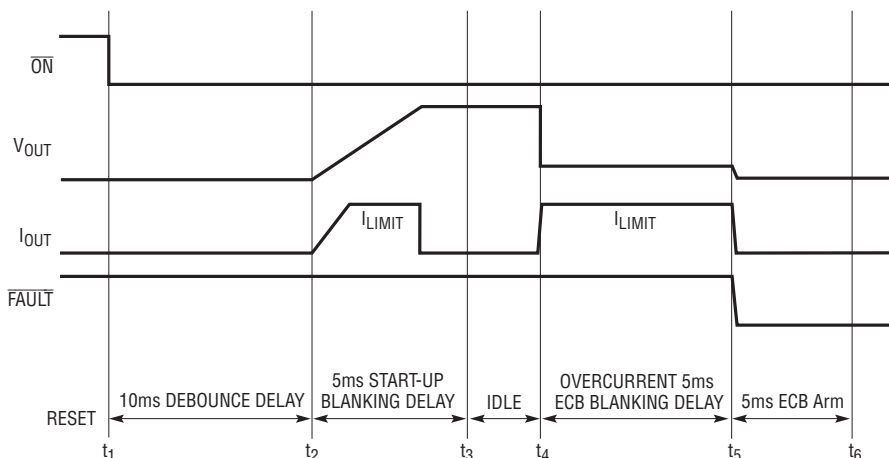 ON
VOUT
IOUT
ILIMIT
ILIMIT
FAULT
RESET
10ms DEBOUNCE DELAY
5ms START-UP
BLANKING DELAY
IDLE
OVERCURRENT 5ms
ECB BLANKING DELAY
5ms ECB Arm
t1
t2
t3
t4
t5
t6